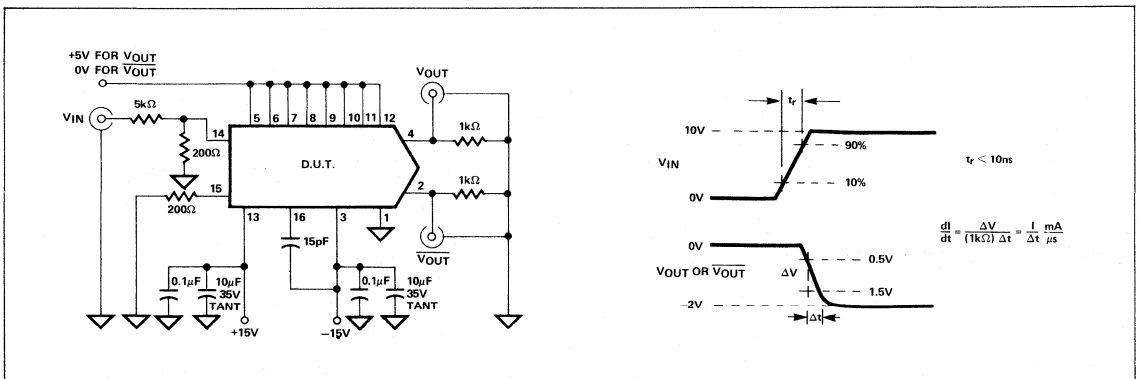 +5V FOR VOUT
0V FOR V̅O̅U̅T̅
VIN
5kΩ
200Ω
14
5 6 7 8 9 10 11 12
D.U.T.
15
200Ω
13
16
3
1
4
2
VOUT
1kΩ
1kΩ
V̅O̅U̅T̅
15pF
0.1μF
10μF
35V
TANT
+15V
0.1μF
10μF
35V
TANT
−15V
tr
10V
90%
VIN
tr < 10ns
10%
0V
dI/dt = ΔV/((1kΩ) Δt) = I/Δt mA/μs
0V
0.5V
VOUT OR V̅O̅U̅T̅
ΔV
1.5V
−2V
Δt